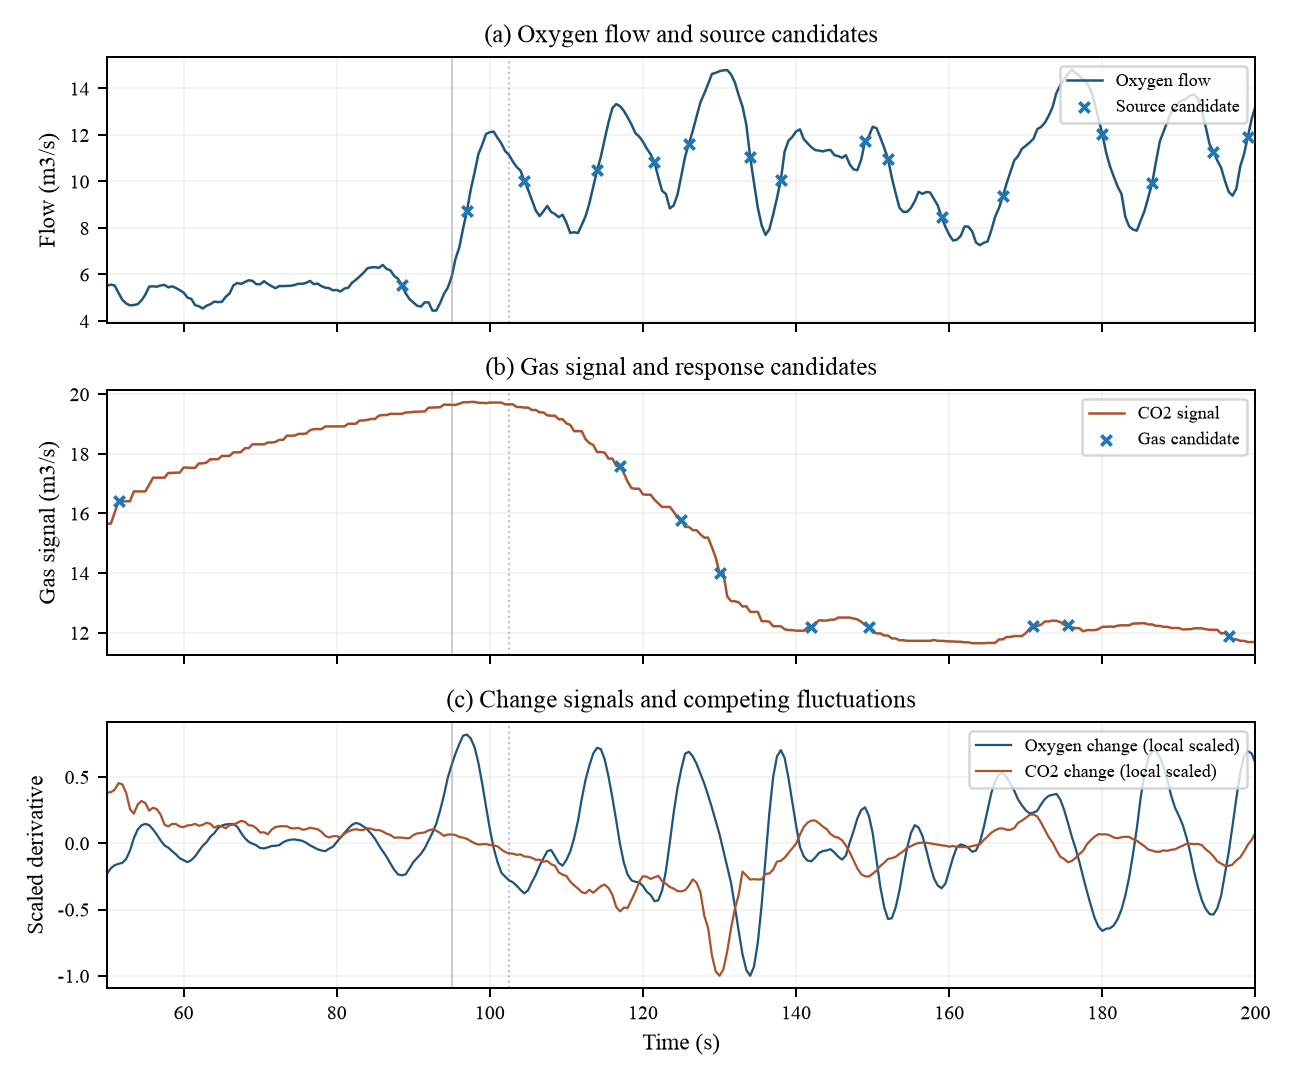 (a) Oxygen flow and source candidates
Flow (m3/s)
14
12
10
8
6
4
Oxygen flow
Source candidate
(b) Gas signal and response candidates
Gas signal (m3/s)
20
18
16
14
12
CO2 signal
Gas candidate
(c) Change signals and competing fluctuations
Scaled derivative
0.5
0.0
-0.5
-1.0
Oxygen change (local scaled)
CO2 change (local scaled)
60
80
100
120
140
160
180
200
Time (s)